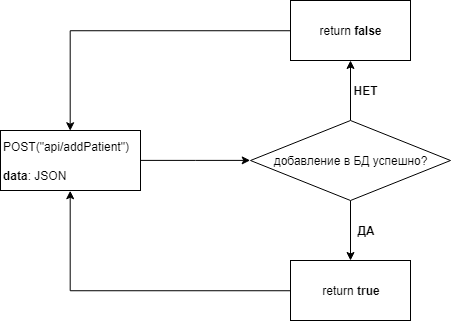 return false
НЕТ
POST("api/addPatient")
data: JSON
добавление в БД успешно?
ДА
return true